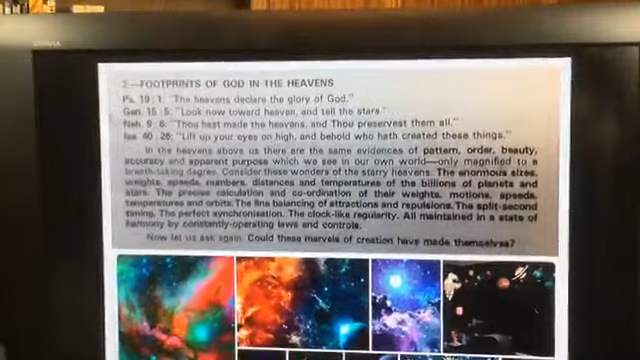 2—FOOTPRINTS OF GOD IN THE HEAVENS
Ps. 19:1. "The heavens declare the glory of God."
Gen. 15:5. "Look now toward heaven, and tell the stars."
Neh. 9:6. "Thou hast made the heavens, and Thou preservest them all."
Isa. 40:26. "Lift up your eyes on high, and behold who hath created these things."
In the heavens above us there are the same evidences of pattern, order, beauty,
accuracy and apparent purpose which we see in our own world—only magnified to a
breath-taking degree. Consider these wonders of the starry heavens: The enormous sizes,
weights, speeds, numbers, distances and temperatures of the billions of planets and
stars. The precise calculation and co-ordination of their weights, motions, speeds,
temperatures and orbits. The fine balancing of attractions and repulsions. The split-second
timing. The perfect synchronisation. The clock-like regularity. All maintained in a state of
harmony by constantly-operating laws and controls.
Now let us ask again. Could these marvels of creation have made themselves?